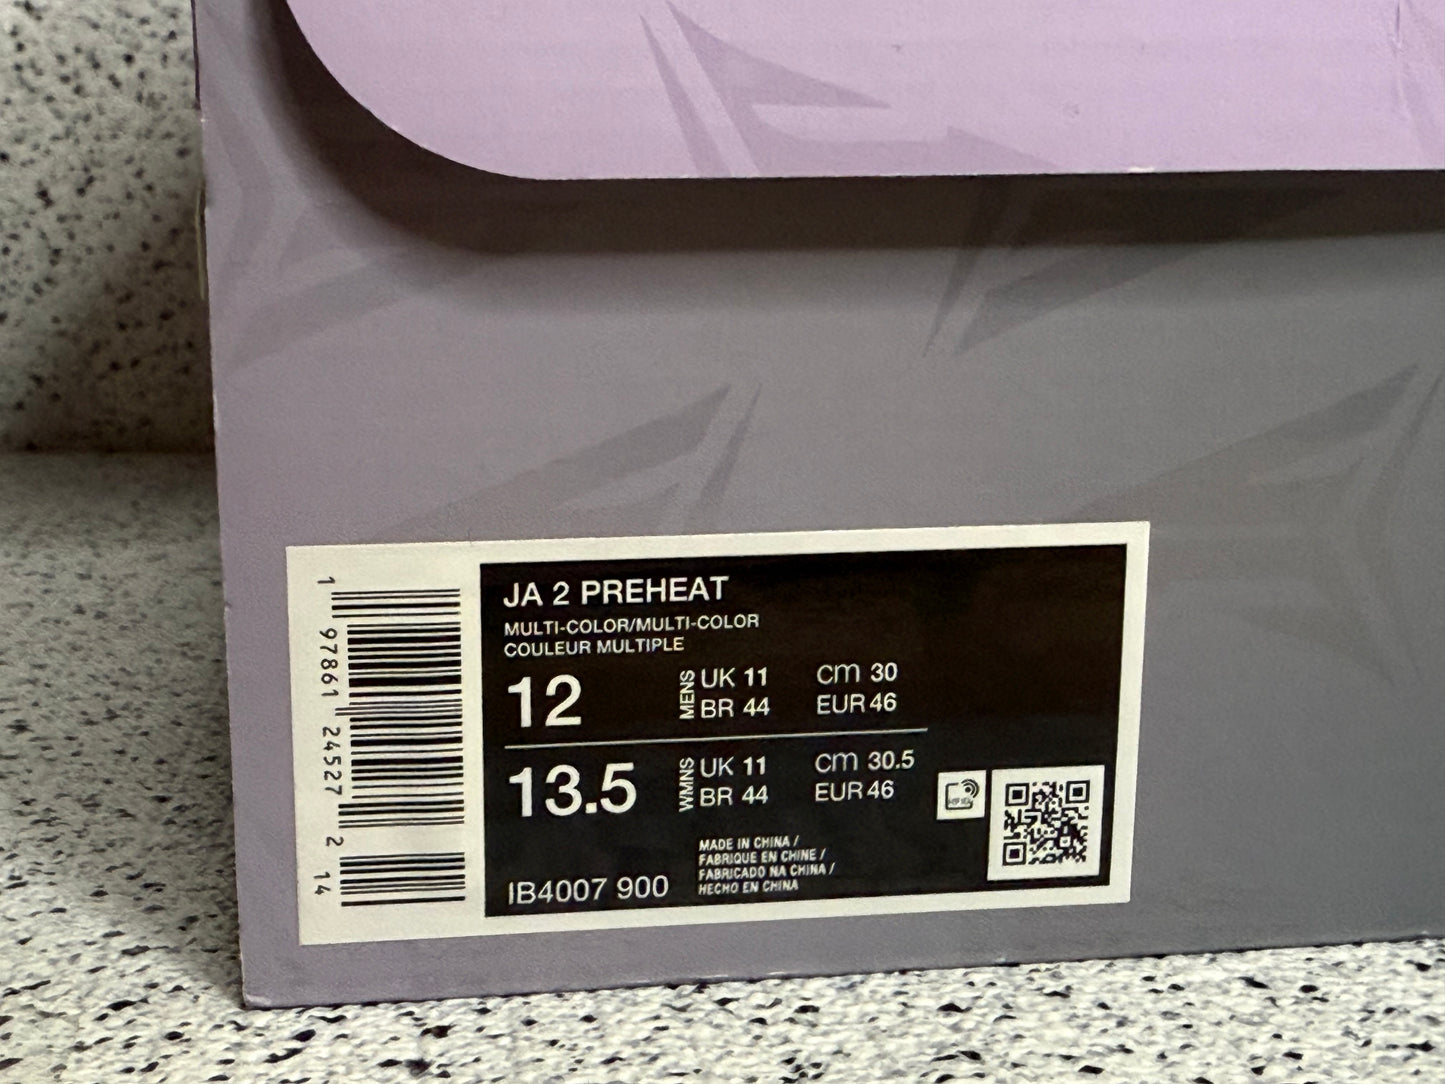 1 97861 24527 2 14
JA 2 PREHEAT
MULTI-COLOR/MULTI-COLOR
COULEUR MULTIPLE
12 MENS UK 11 cm 30
BR 44 EUR 46
13.5 WMNS UK 11 cm 30.5
BR 44 EUR 46
MADE IN CHINA /
FABRIQUE EN CHINE /
FABRICADO NA CHINA /
HECHO EN CHINA
IB4007 900